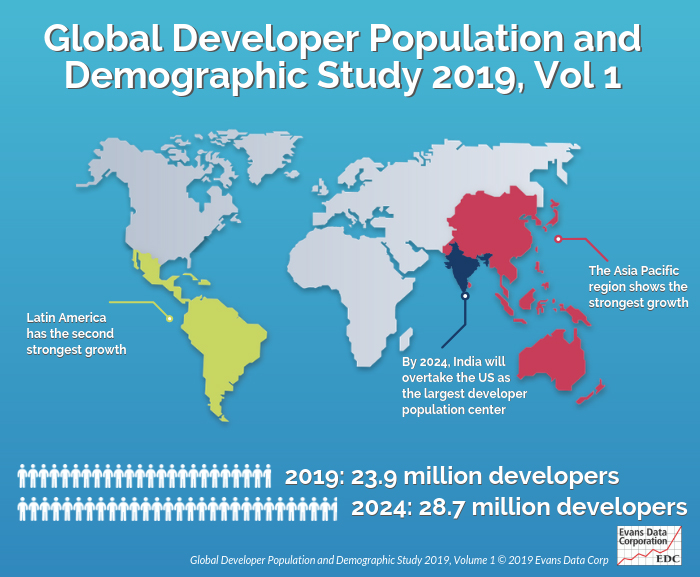 Global Developer Population and
Demographic Study 2019, Vol 1
The Asia Pacific
region shows the
strongest growth
Latin America
has the second
strongest growth
By 2024, India will
overtake the US as
the largest developer
population center
2019: 23.9 million developers
2024: 28.7 million developers
Evans Data
Corporation
EDC
Global Developer Population and Demographic Study 2019, Volume 1 © 2019 Evans Data Corp